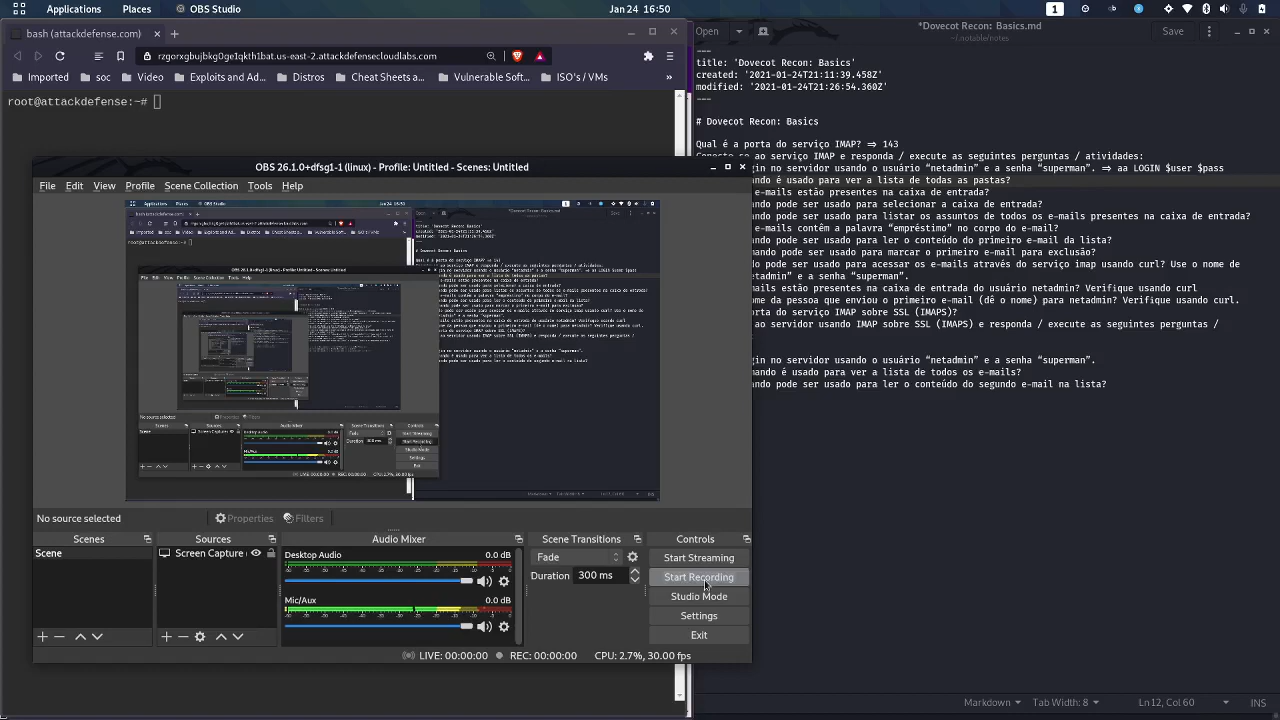 Applications Places OBS Studio Jan 24 16:50 1
bash (attackdefense.com)
rzgorxgbujbkg0ge1qkth1bat.us-east-2.attackdefensecloudlabs.com
Imported soc Video Exploits and Ad... Distros Cheat Sheets a... Vulnerable Soft... ISO's / VMs »
root@attackdefense:~#
Open *Dovecot Recon: Basics.md Save
~/.notable/notes
---
title: 'Dovecot Recon: Basics'
created: '2021-01-24T21:11:39.458Z'
modified: '2021-01-24T21:26:54.360Z'
---
# Dovecot Recon: Basics
Qual é a porta do serviço IMAP? => 143
Conecte-se ao serviço IMAP e responda / execute as seguintes perguntas / atividades:
gin no servidor usando o usuário “netadmin” e a senha “superman”. => aa LOGIN $user $pass
ando é usado para ver a lista de todas as pastas?
e-mails estão presentes na caixa de entrada?
ando pode ser usado para selecionar a caixa de entrada?
ando pode ser usado para listar os assuntos de todos os e-mails presentes na caixa de entrada?
e-mails contêm a palavra “empréstimo” no corpo do e-mail?
ando pode ser usado para ler o conteúdo do primeiro e-mail da lista?
ando pode ser usado para marcar o primeiro e-mail para exclusão?
do pode ser usado para acessar os e-mails através do serviço imap usando curl? Use o nome de
etadmin” e a senha “superman”.
mails estão presentes na caixa de entrada do usuário netadmin? Verifique usando curl
ome da pessoa que enviou o primeiro e-mail (dê o nome) para netadmin? Verifique usando curl.
orta do serviço IMAP sobre SSL (IMAPS)?
ao servidor usando IMAP sobre SSL (IMAPS) e responda / execute as seguintes perguntas /
gin no servidor usando o usuário “netadmin” e a senha “superman”.
ando é usado para ver a lista de todos os e-mails?
ando pode ser usado para ler o conteúdo do segundo e-mail na lista?
OBS 26.1.0+dfsg1-1 (linux) - Profile: Untitled - Scenes: Untitled
File Edit View Profile Scene Collection Tools Help
No source selected Properties Filters
Scenes Sources Audio Mixer Scene Transitions Controls
Scene
Screen Capture (
Desktop Audio 0.0 dB
Mic/Aux 0.0 dB
Fade
Duration 300 ms
Start Streaming
Start Recording
Studio Mode
Settings
Exit
LIVE: 00:00:00 REC: 00:00:00 CPU: 2.7%, 30.00 fps
Markdown Tab Width: 8 Ln 12, Col 60 INS